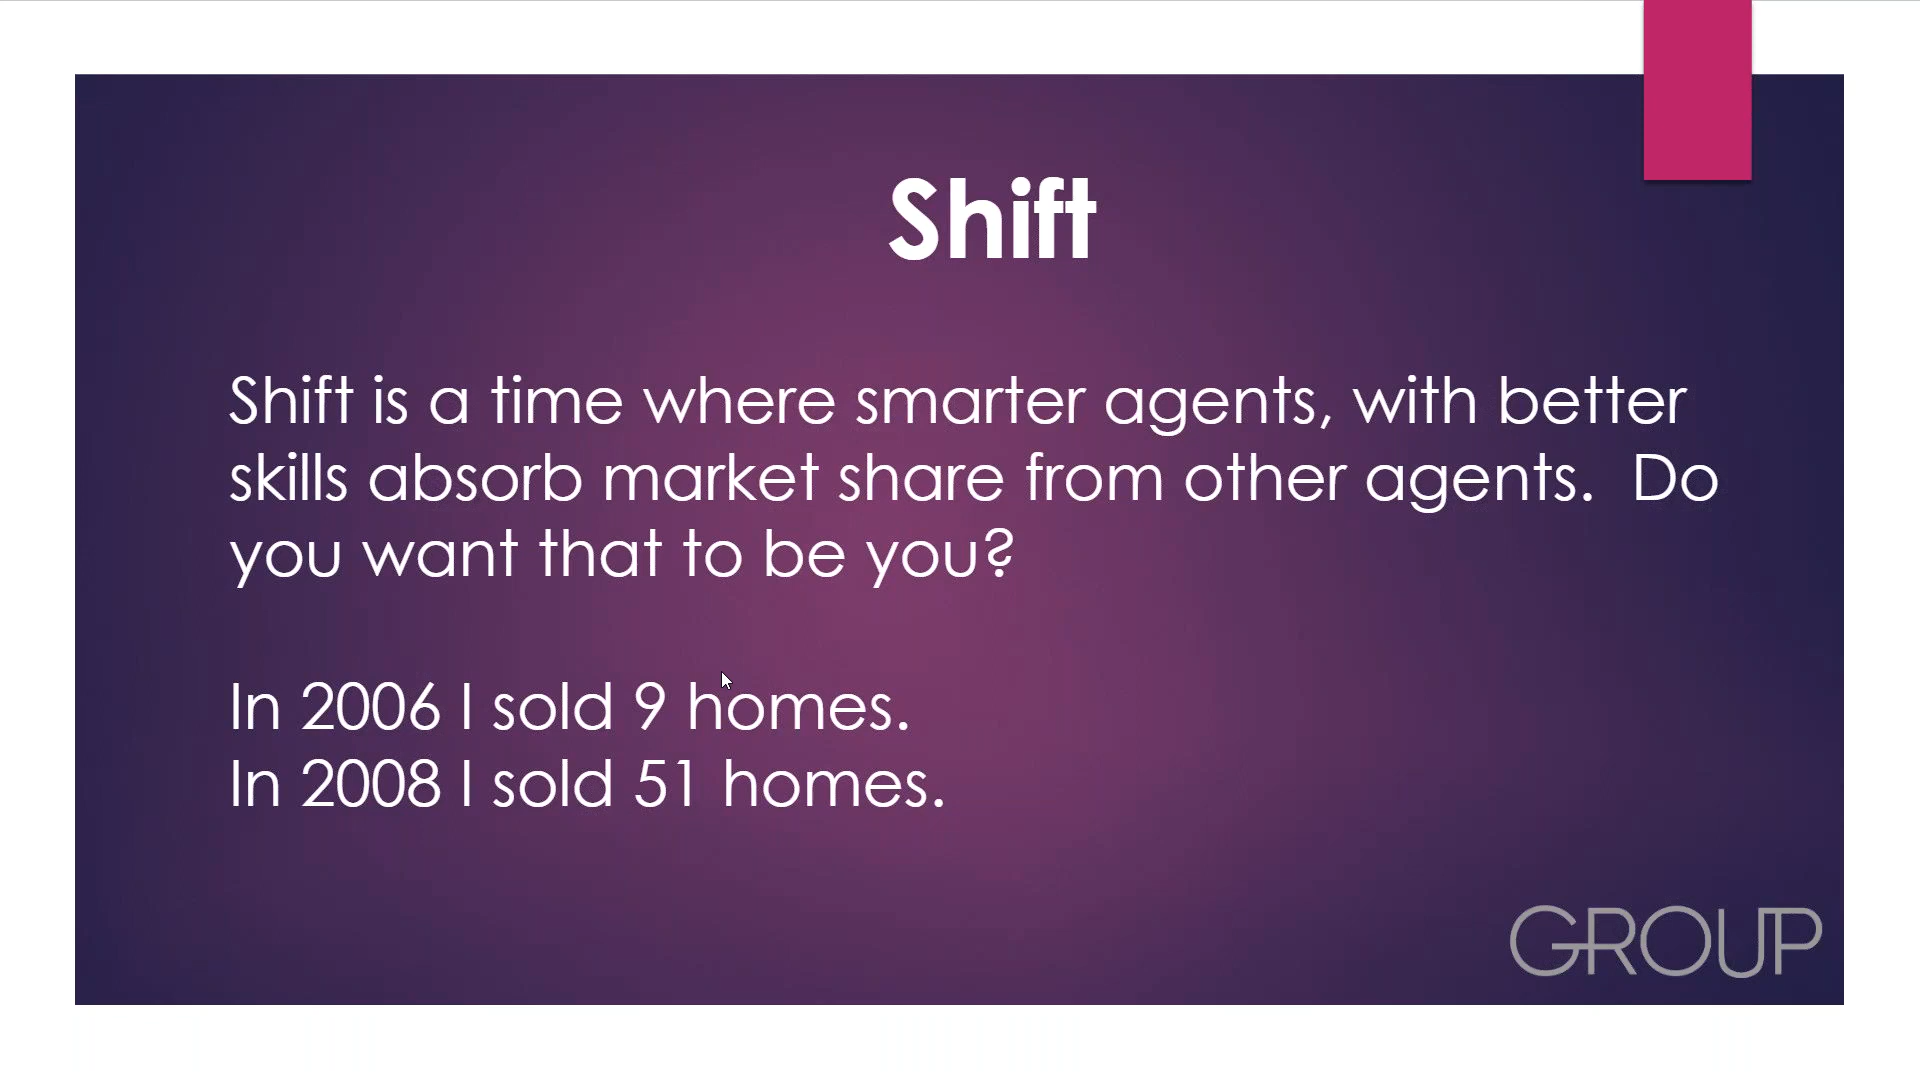 Shift
Shift is a time where smarter agents, with better
skills absorb market share from other agents.  Do
you want that to be you?
In 2006 I sold 9 homes.
In 2008 I sold 51 homes.
GROUP